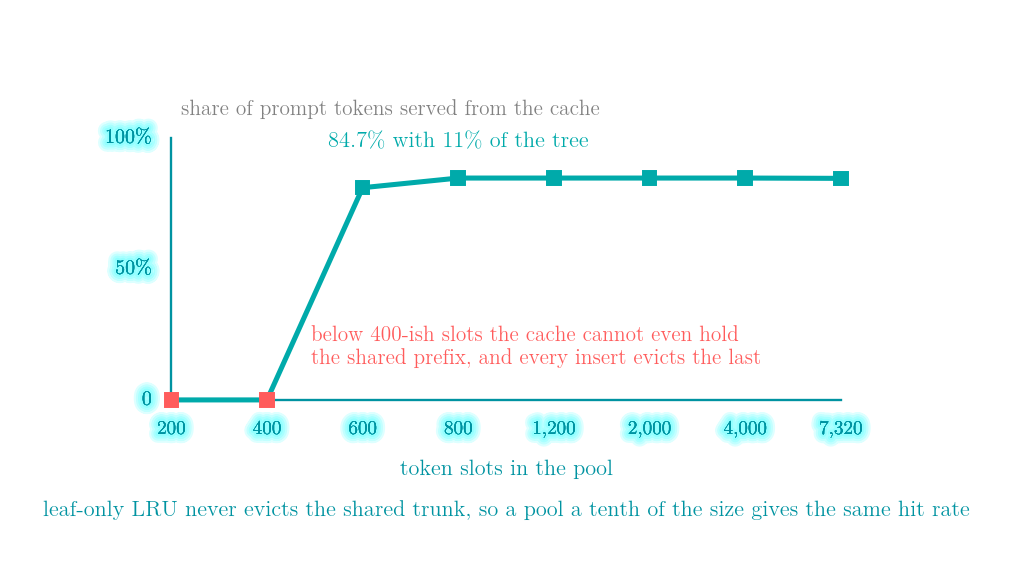 share of prompt tokens served from the cache
100%
84.7% with 11% of the tree
50%
below 400-ish slots the cache cannot even hold
the shared prefix, and every insert evicts the last
0
200 400 600 800 1,200 2,000 4,000 7,320
token slots in the pool
leaf-only LRU never evicts the shared trunk, so a pool a tenth of the size gives the same hit rate